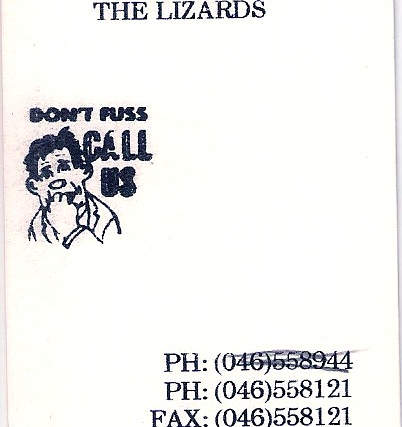 THE LIZARDS
DON'T FUSS
CALL
US
PH: (046)558944
PH: (046)558121
FAX: (046)558121